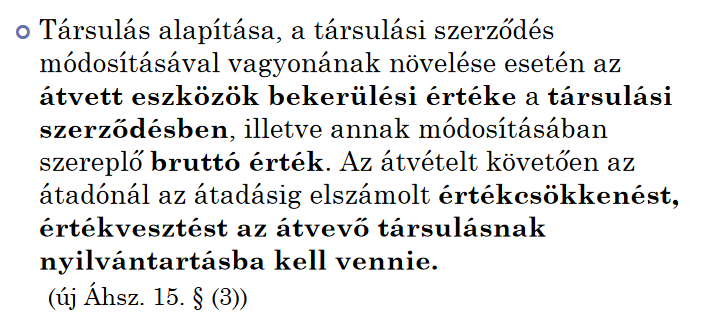 Társulás alapítása, a társulási szerződés
módosításával vagyonának növelése esetén az
átvett eszközök bekerülési értéke a társulási
szerződésben, illetve annak módosításában
szereplő bruttó érték. Az átvételt követően az
átadónál az átadásig elszámolt értékcsökkenést,
értékvesztést az átvevő társulásnak
nyilvántartásba kell vennie.
(új Áhsz. 15. § (3))